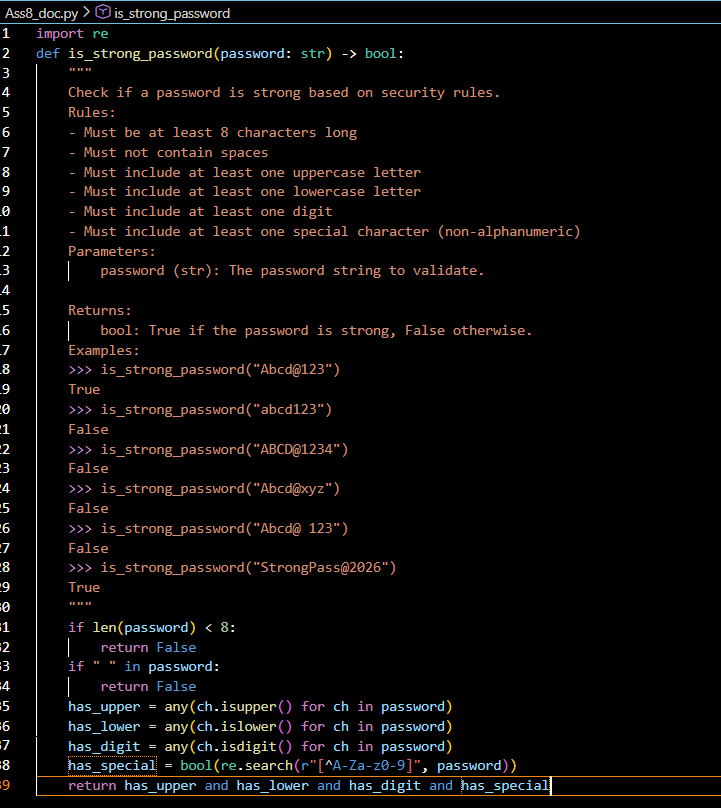 Ass8_doc.py > is_strong_password
1 import re
2 def is_strong_password(password: str) -> bool:
3 """
4 Check if a password is strong based on security rules.
5 Rules:
6 - Must be at least 8 characters long
7 - Must not contain spaces
8 - Must include at least one uppercase letter
9 - Must include at least one lowercase letter
10 - Must include at least one digit
11 - Must include at least one special character (non-alphanumeric)
12 Parameters:
13 password (str): The password string to validate.
14
15 Returns:
16 bool: True if the password is strong, False otherwise.
17 Examples:
18 >>> is_strong_password("Abcd@123")
19 True
20 >>> is_strong_password("abcd123")
21 False
22 >>> is_strong_password("ABCD@1234")
23 False
24 >>> is_strong_password("Abcd@xyz")
25 False
26 >>> is_strong_password("Abcd@ 123")
27 False
28 >>> is_strong_password("StrongPass@2026")
29 True
30 """
31 if len(password) < 8:
32 return False
33 if " " in password:
34 return False
35 has_upper = any(ch.isupper() for ch in password)
36 has_lower = any(ch.islower() for ch in password)
37 has_digit = any(ch.isdigit() for ch in password)
38 has_special = bool(re.search(r"[^A-Za-z0-9]", password))
39 return has_upper and has_lower and has_digit and has_special